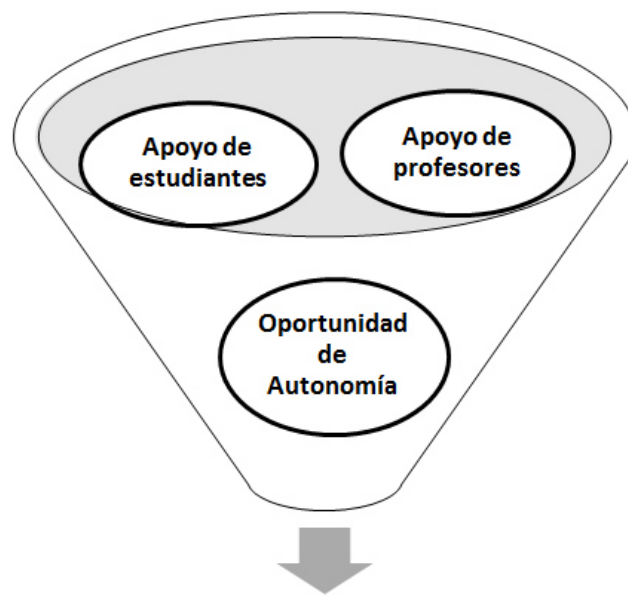 Apoyo de
estudiantes
Apoyo de
profesores
Oportunidad
de
Autonomía